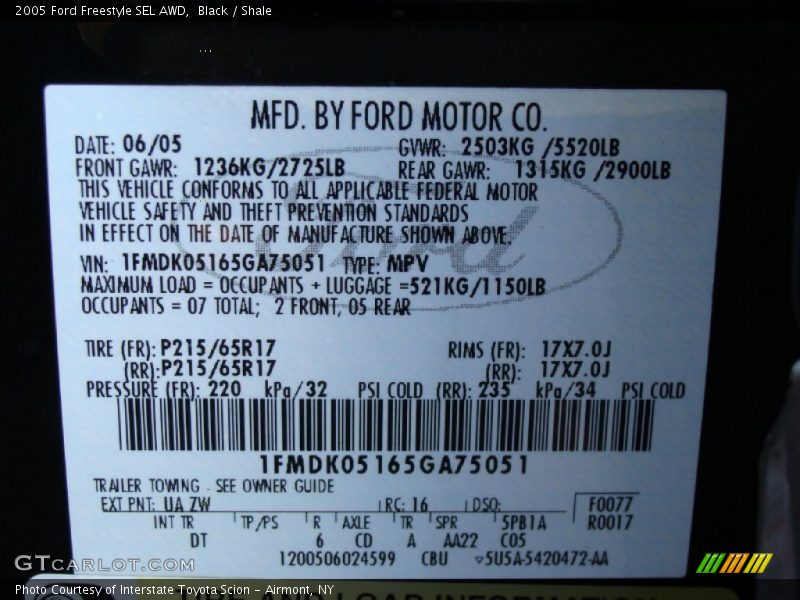 2005 Ford Freestyle SEL AWD, Black / Shale
MFD. BY FORD MOTOR CO.
DATE: 06/05 GVWR: 2503KG /5520LB
FRONT GAWR: 1236KG/2725LB REAR GAWR: 1315KG /2900LB
THIS VEHICLE CONFORMS TO ALL APPLICABLE FEDERAL MOTOR
VEHICLE SAFETY AND THEFT PREVENTION STANDARDS
IN EFFECT ON THE DATE OF MANUFACTURE SHOWN ABOVE.
Ford
VIN: 1FMDK05165GA75051 TYPE: MPV
MAXIMUM LOAD = OCCUPANTS + LUGGAGE =521KG/1150LB
OCCUPANTS = 07 TOTAL; 2 FRONT, 05 REAR
TIRE (FR): P215/65R17 RIMS (FR): 17X7.0J
(RR): P215/65R17 (RR): 17X7.0J
PRESSURE (FR): 220 kPa/32 PSI COLD (RR): 235 kPa/34 PSI COLD
1FMDK05165GA75051
TRAILER TOWING - SEE OWNER GUIDE
EXT PNT: UA ZW RC: 16 DSO: F0077
INT TR TP/PS R AXLE TR SPR 5PB1A R0017
DT 6 CD A AA22 C05
1200506024599 CBU ▽5U5A-5420472-AA
GTCARLOT.COM
Photo Courtesy of Interstate Toyota Scion - Airmont, NY